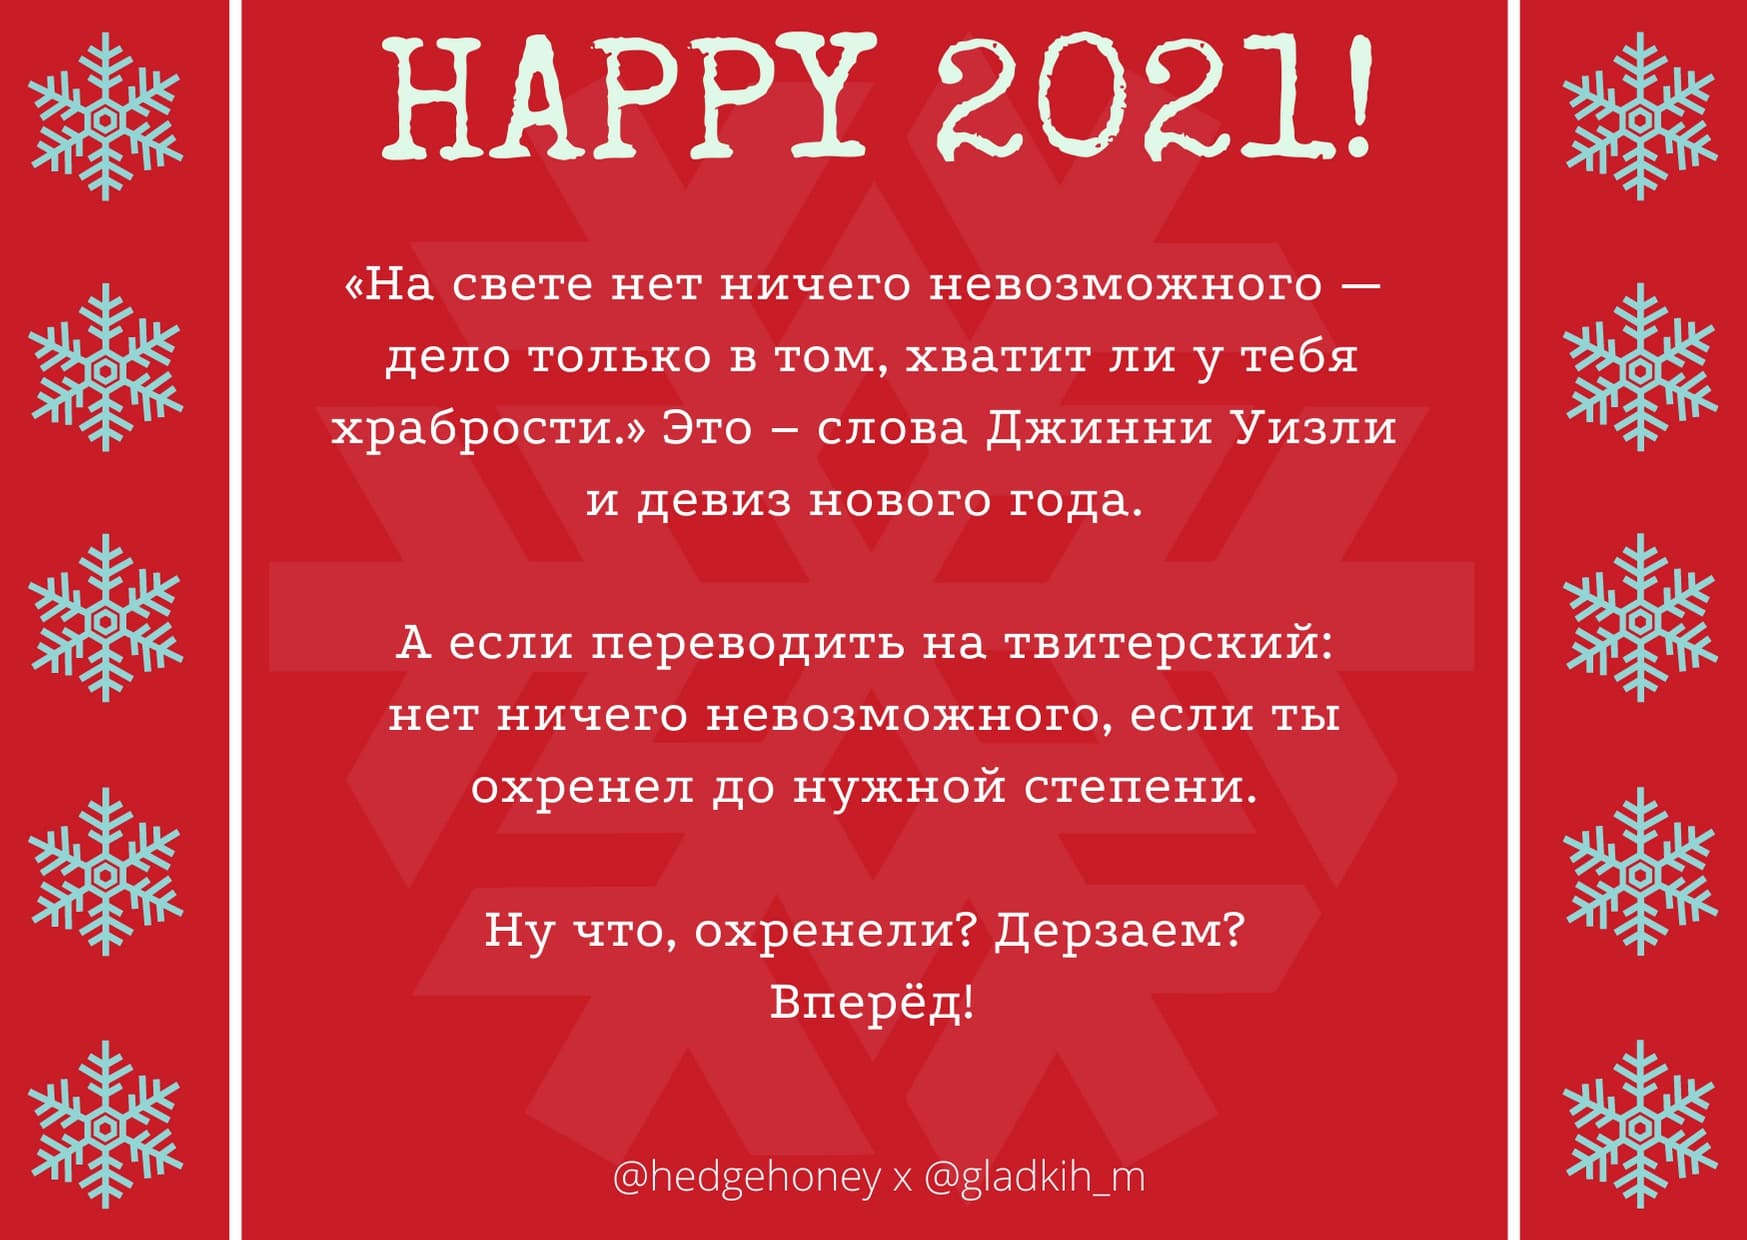 HAPPY 2021!
«На свете нет ничего невозможного —
дело только в том, хватит ли у тебя
храбрости.» Это – слова Джинни Уизли
и девиз нового года.
А если переводить на твитерский:
нет ничего невозможного, если ты
охренел до нужной степени.
Ну что, охренели? Дерзаем?
Вперёд!
@hedgehoney x @gladkih_m